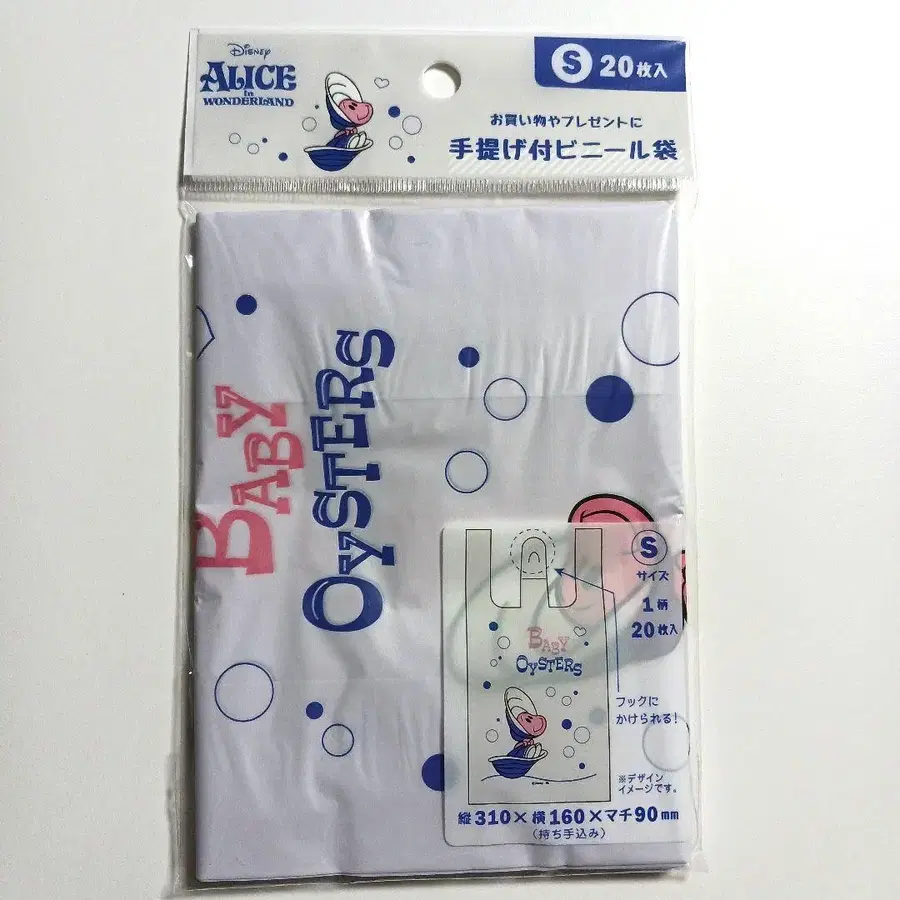 Disney
ALICE
in
WONDERLAND
S 20枚入
お買い物やプレゼントに
手提げ付ビニール袋
BABY
OYSTERS
S
サイズ
1柄
20枚入
BABY
OYSTERS
フックに
かけられる!
※デザイン
イメージです。
縦310×横160×マチ90mm
(持ち手込み)